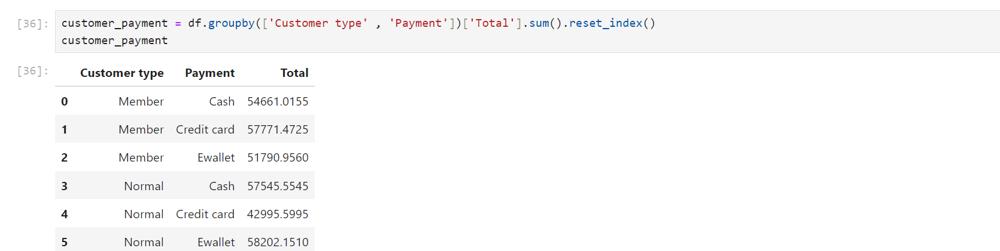 [36]: customer_payment = df.groupby(['Customer type' , 'Payment'])['Total'].sum().reset_index()
customer_payment
[36]: Customer type Payment Total
0 Member Cash 54661.0155
1 Member Credit card 57771.4725
2 Member Ewallet 51790.9560
3 Normal Cash 57545.5545
4 Normal Credit card 42995.5995
5 Normal Ewallet 58202.1510